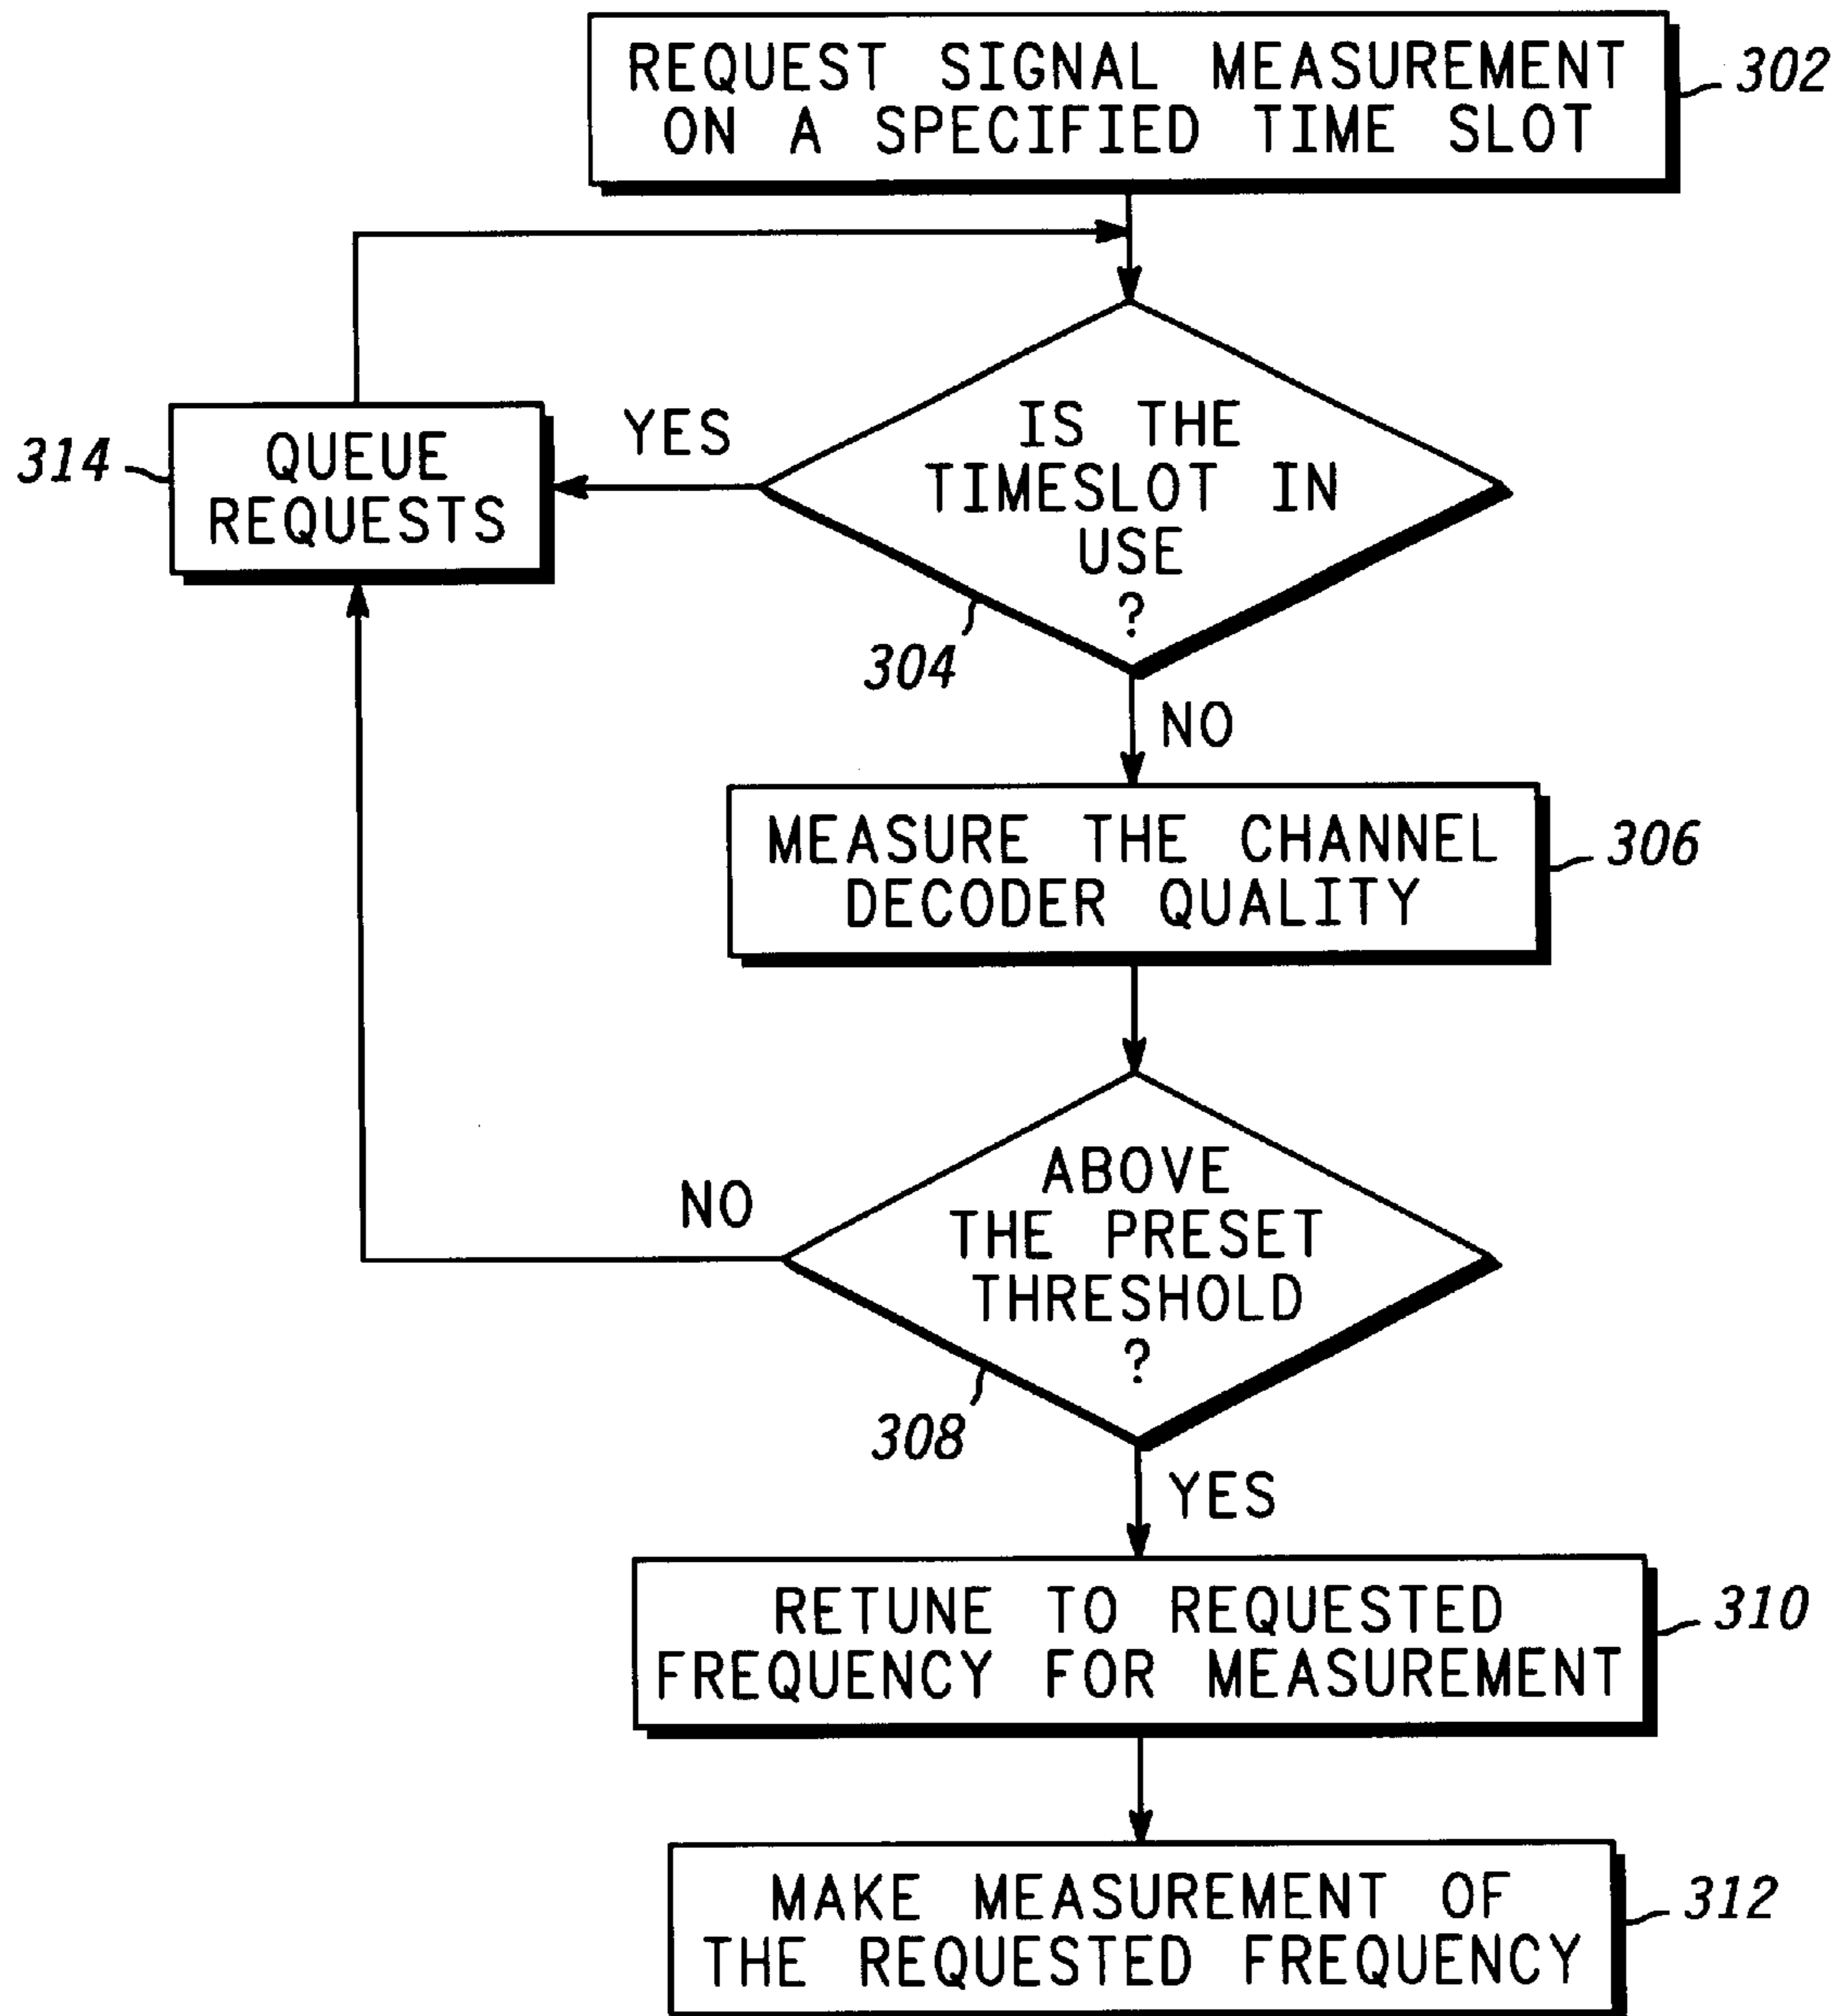 REQUEST SIGNAL MEASUREMENT
ON A SPECIFIED TIME SLOT
302
IS THE
TIMESLOT IN
USE
?
304
YES
QUEUE
REQUESTS
314
NO
MEASURE THE CHANNEL
DECODER QUALITY
306
ABOVE
THE PRESET
THRESHOLD
?
308
NO
YES
RETUNE TO REQUESTED
FREQUENCY FOR MEASUREMENT
310
MAKE MEASUREMENT OF
THE REQUESTED FREQUENCY
312